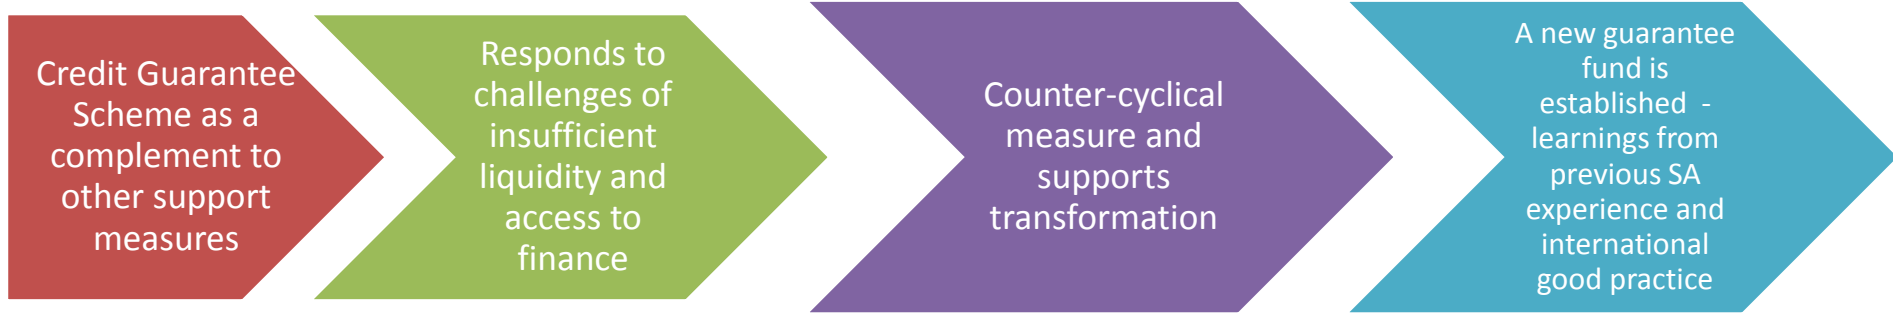 Credit Guarantee
Scheme as a
complement to
other support
measures
Responds to
challenges of
insufficient
liquidity and
access to
finance
Counter-cyclical
measure and
supports
transformation
A new guarantee
fund is
established -
learnings from
previous SA
experience and
international
good practice